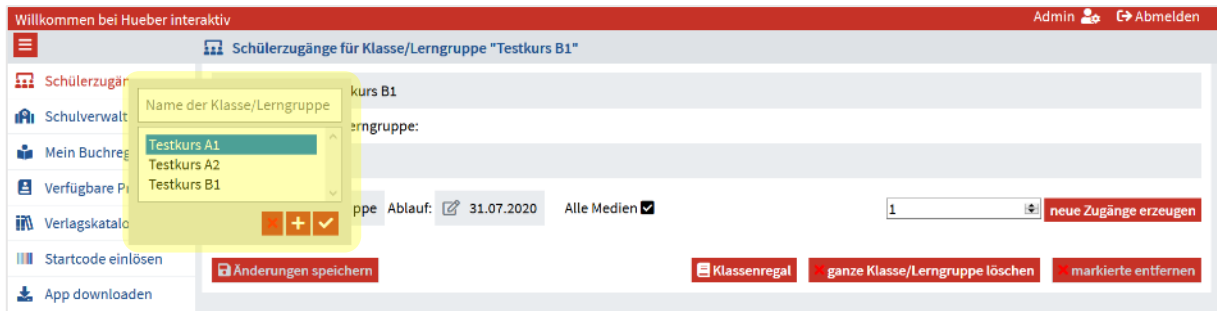 Willkommen bei Hueber interaktiv Admin Abmelden
Schülerzugänge für Klasse/Lerngruppe "Testkurs B1"
Schülerzugän
kurs B1
Name der Klasse/Lerngruppe
Schulverwalt
erngruppe:
Testkurs A1
Mein Buchreg
Testkurs A2
Testkurs B1
Verfügbare Pr
ppe Ablauf: 31.07.2020 Alle Medien 1 neue Zugänge erzeugen
Verlagskatalo
Startcode einlösen
Änderungen speichern Klassenregal ganze Klasse/Lerngruppe löschen markierte entfernen
App downloaden